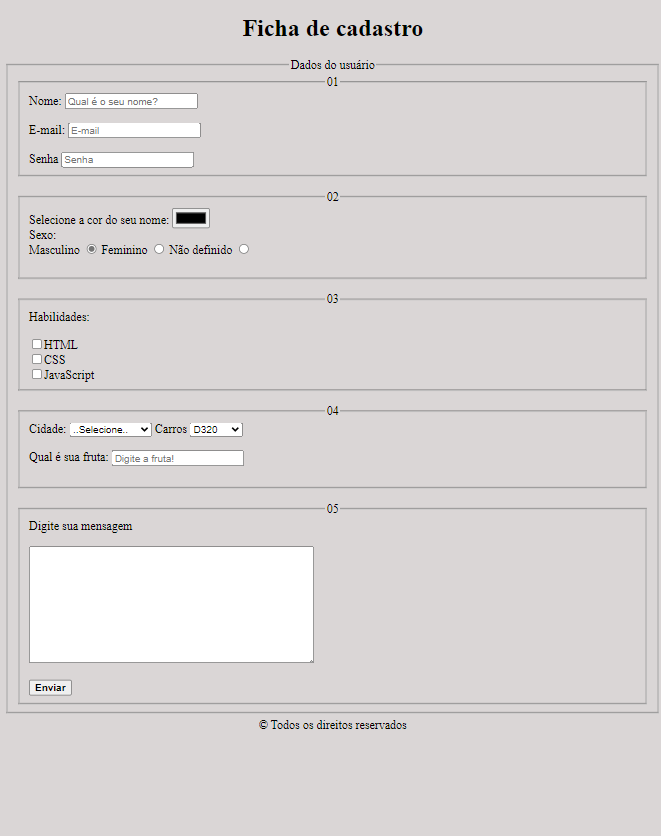 Ficha de cadastro
Dados do usuário
01
Nome: Qual é o seu nome?
E-mail: E-mail
Senha Senha
02
Selecione a cor do seu nome:
Sexo:
Masculino Feminino Não definido
03
Habilidades:
HTML
CSS
JavaScript
04
Cidade: ..Selecione.. Carros D320
Qual é sua fruta: Digite a fruta!
05
Digite sua mensagem
Enviar
© Todos os direitos reservados